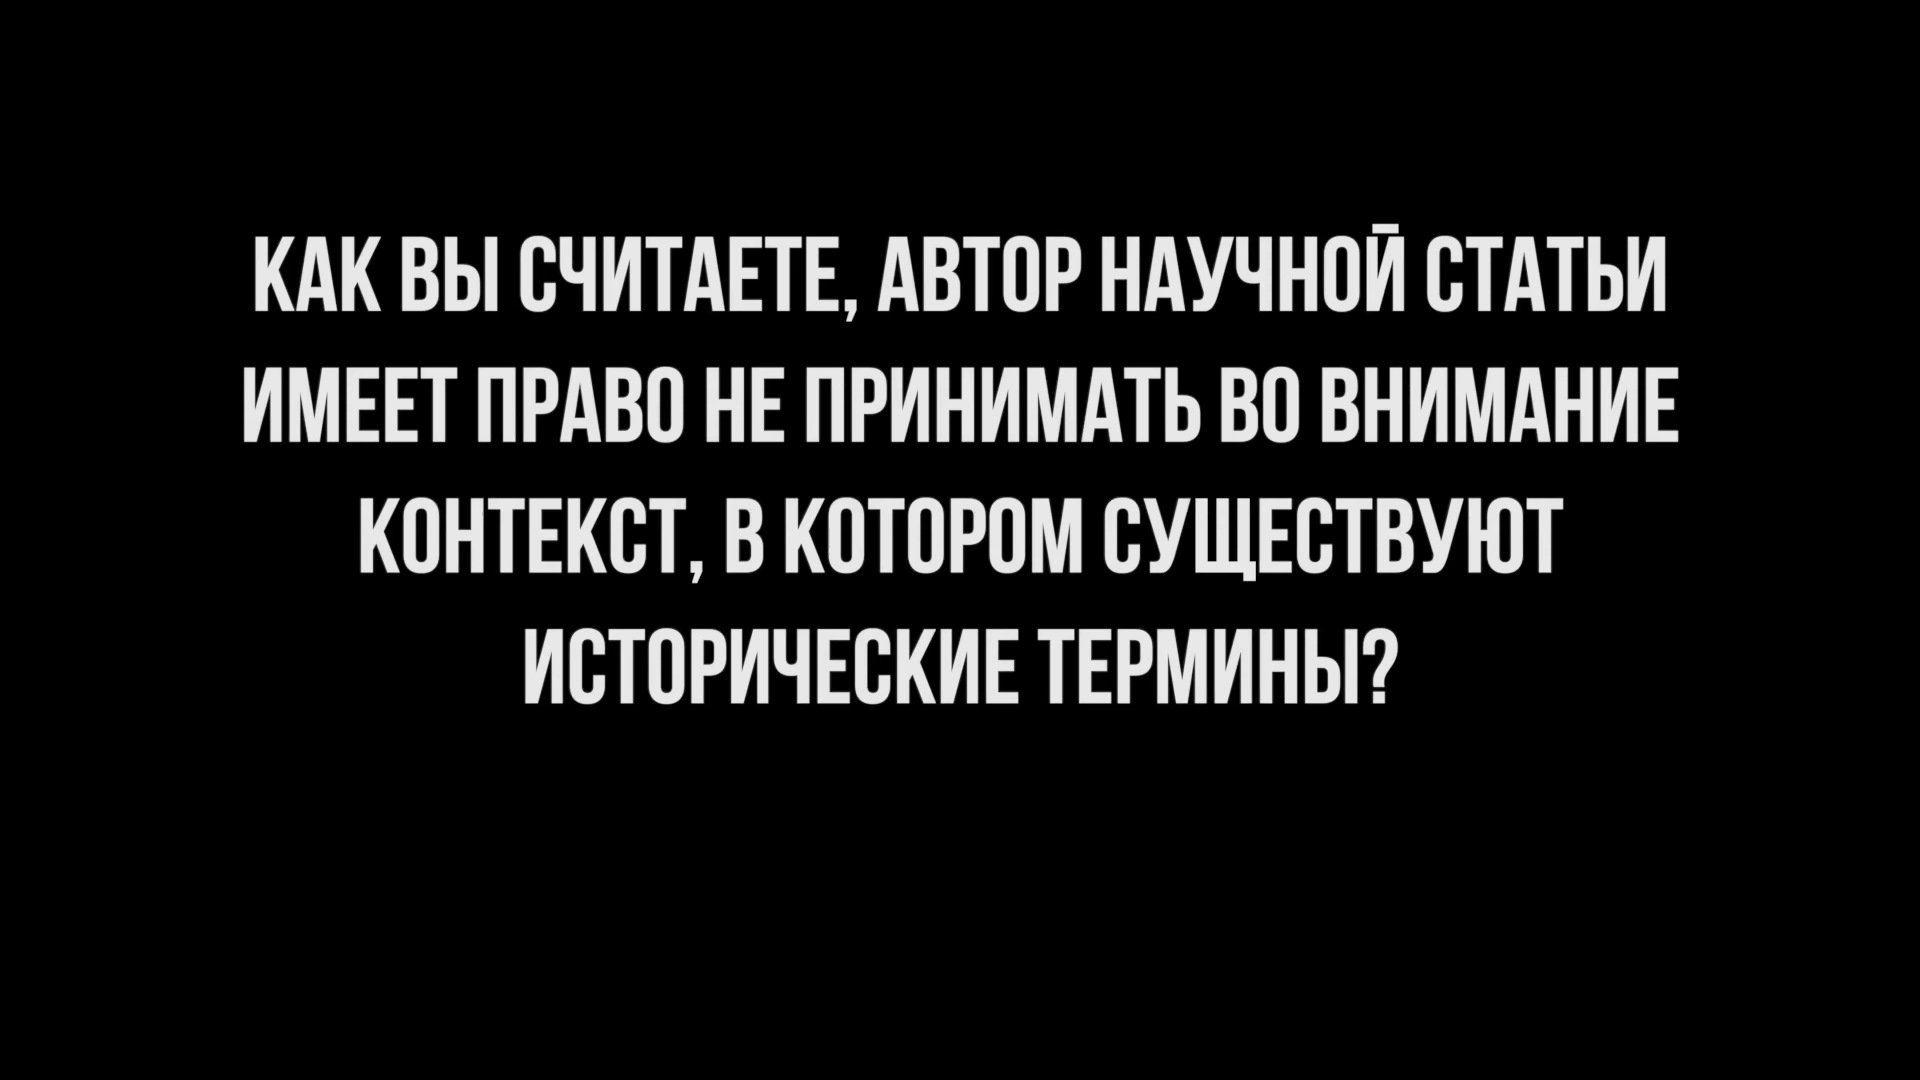 КАК ВЫ СЧИТАЕТЕ, АВТОР НАУЧНОЙ СТАТЬИ
ИМЕЕТ ПРАВО НЕ ПРИНИМАТЬ ВО ВНИМАНИЕ
КОНТЕКСТ, В КОТОРОМ СУЩЕСТВУЮТ
ИСТОРИЧЕСКИЕ ТЕРМИНЫ?